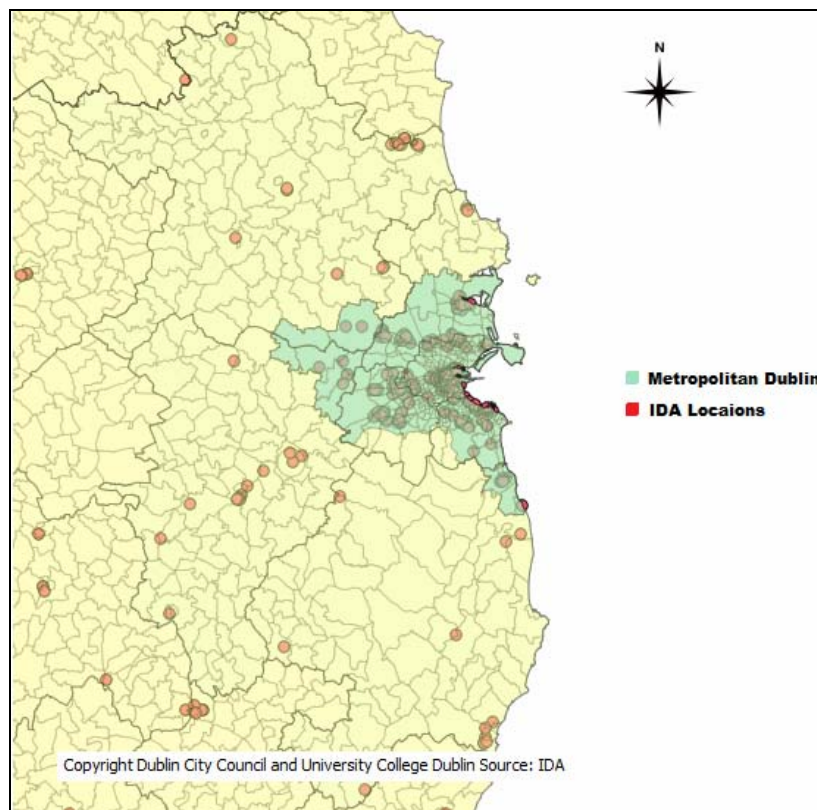 N
Metropolitan Dublin
IDA Locaions
Copyright Dublin City Council and University College Dublin Source: IDA